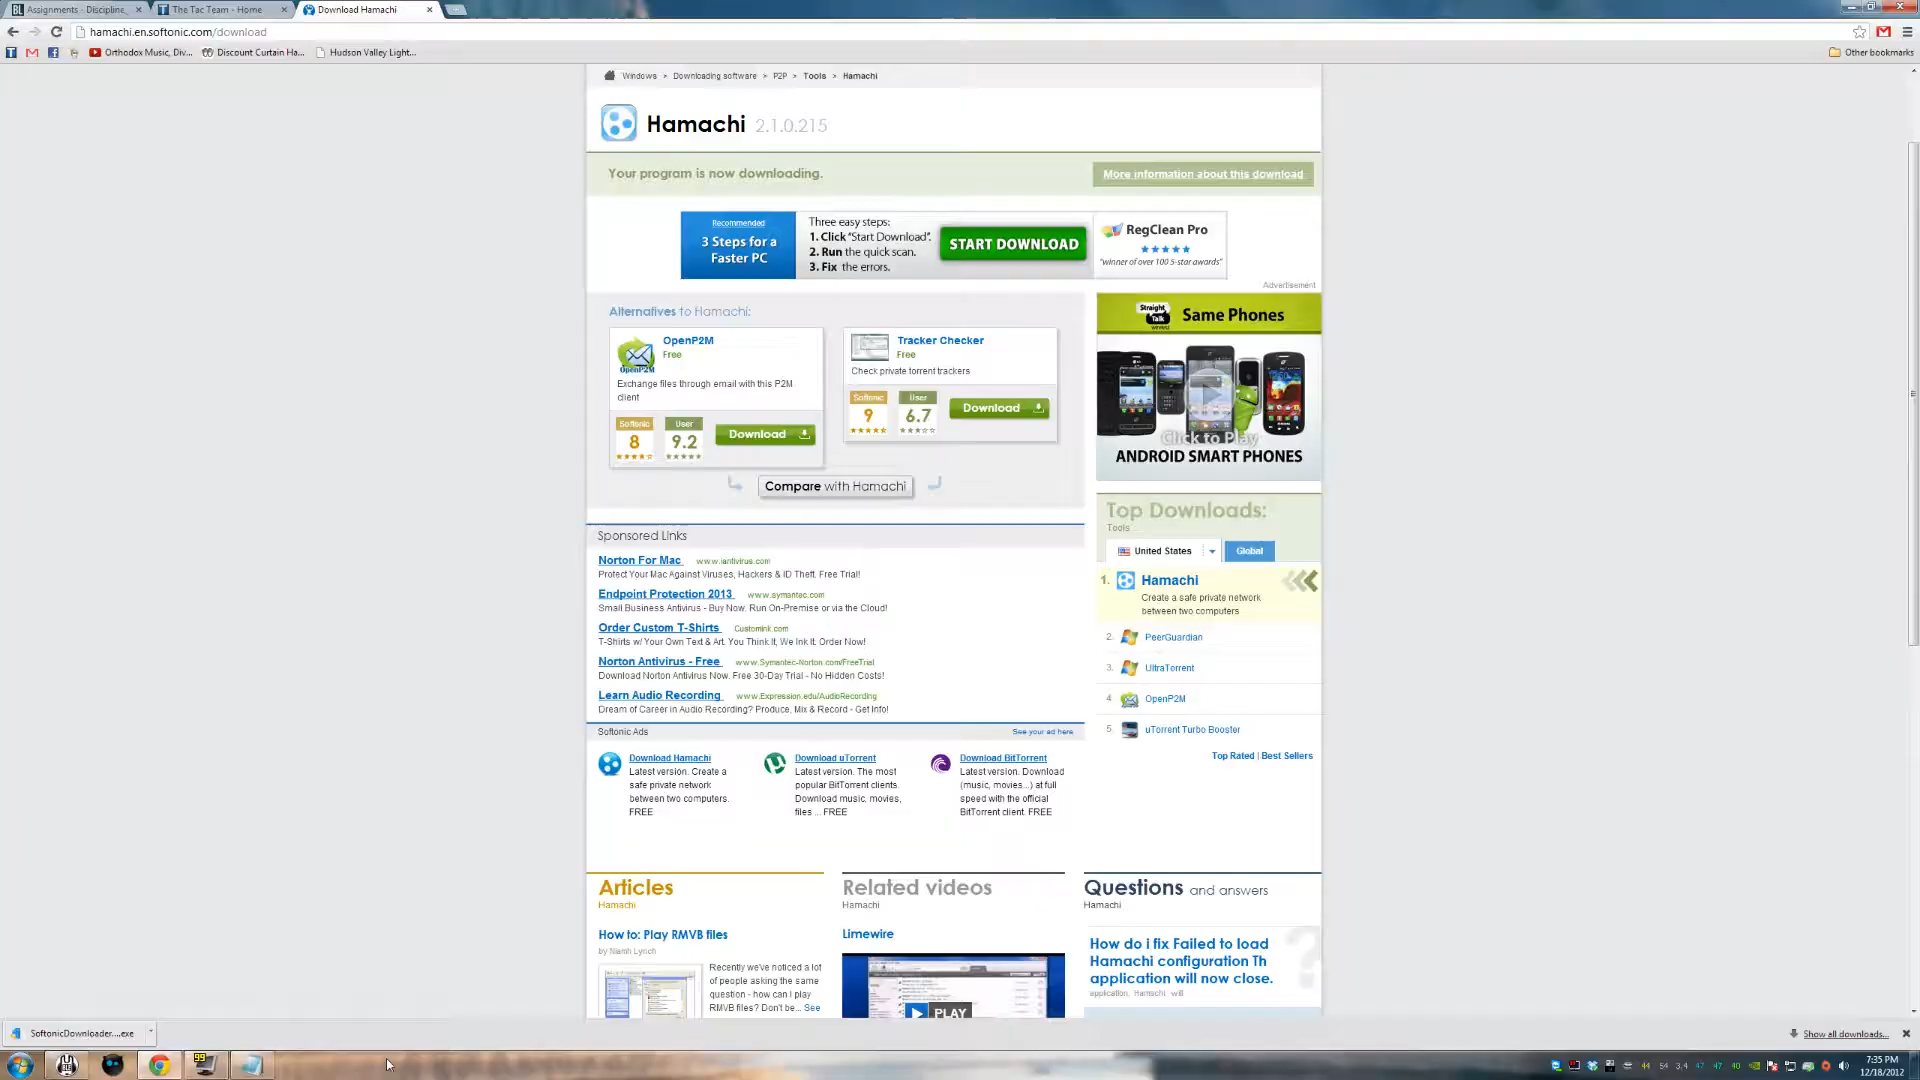 Assignments - Discipline,
The Tac Team - Home
Download Hamachi
hamachi.en.softonic.com/download
Orthodox Music, Div...
Discount Curtain Ha...
Hudson Valley Light...
Other bookmarks
Windows > Downloading software > P2P > Tools > Hamachi
Hamachi 2.1.0.215
Your program is now downloading.
More information about this download
Recommended
3 Steps for a
Faster PC
Three easy steps:
1. Click "Start Download".
2. Run the quick scan.
3. Fix the errors.
START DOWNLOAD
RegClean Pro
"winner of over 100 5-star awards"
Advertisement
Alternatives to Hamachi:
OpenP2M
Free
OpenP2M
Exchange files through email with this P2M
client
Softonic
8
User
9.2
Download
Tracker Checker
Free
Check private torrent trackers
Softonic
9
User
6.7
Download
Compare with Hamachi
Straight
Talk
wireless
Same Phones
Click to Play
ANDROID SMART PHONES
Sponsored Links
Norton For Mac www.iantivirus.com
Protect Your Mac Against Viruses, Hackers & ID Theft. Free Trial!
Endpoint Protection 2013 www.symantec.com
Small Business Antivirus - Buy Now. Run On-Premise or via the Cloud!
Order Custom T-Shirts Customink.com
T-Shirts w/ Your Own Text & Art. You Think It, We Ink It. Order Now!
Norton Antivirus - Free www.Symantec-Norton.com/FreeTrial
Download Norton Antivirus Now. Free 30-Day Trial - No Hidden Costs!
Learn Audio Recording www.Expression.edu/AudioRecording
Dream of Career in Audio Recording? Produce, Mix & Record - Get Info!
Top Downloads:
Tools
United States
Global
1. Hamachi
Create a safe private network
between two computers
2. PeerGuardian
3. UltraTorrent
4. OpenP2M
5. uTorrent Turbo Booster
Top Rated | Best Sellers
Softonic Ads
See your ad here
Download Hamachi
Latest version. Create a
safe private network
between two computers.
FREE
Download uTorrent
Latest version. The most
popular BitTorrent clients.
Download music, movies,
files ... FREE
Download BitTorrent
Latest version. Download
(music, movies...) at full
speed with the official
BitTorrent client. FREE
Articles
Hamachi
How to: Play RMVB files
by Niamh Lynch
Recently we've noticed a lot
of people asking the same
question - how can I play
RMVB files? Don't be... See
Related videos
Hamachi
Limewire
PLAY
Questions and answers
Hamachi
How do i fix Failed to load
Hamachi configuration Th
application will now close.
application, Hamachi will
SoftonicDownloader....exe
Show all downloads...
99
44 54 3.4 47 47 40
7:35 PM
12/18/2012